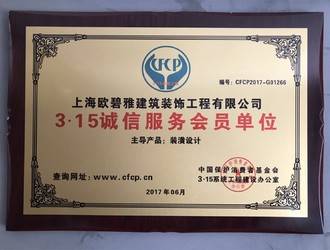 CFCP
编号：CFCP2017-G01266
上海欧碧雅建筑装饰工程有限公司
3·15诚信服务会员单位
主导产品：装潢设计
查询网址：www.cfcp.cn
中国保护消费者基金会
3·15系统工程建设办公室
2017年06月